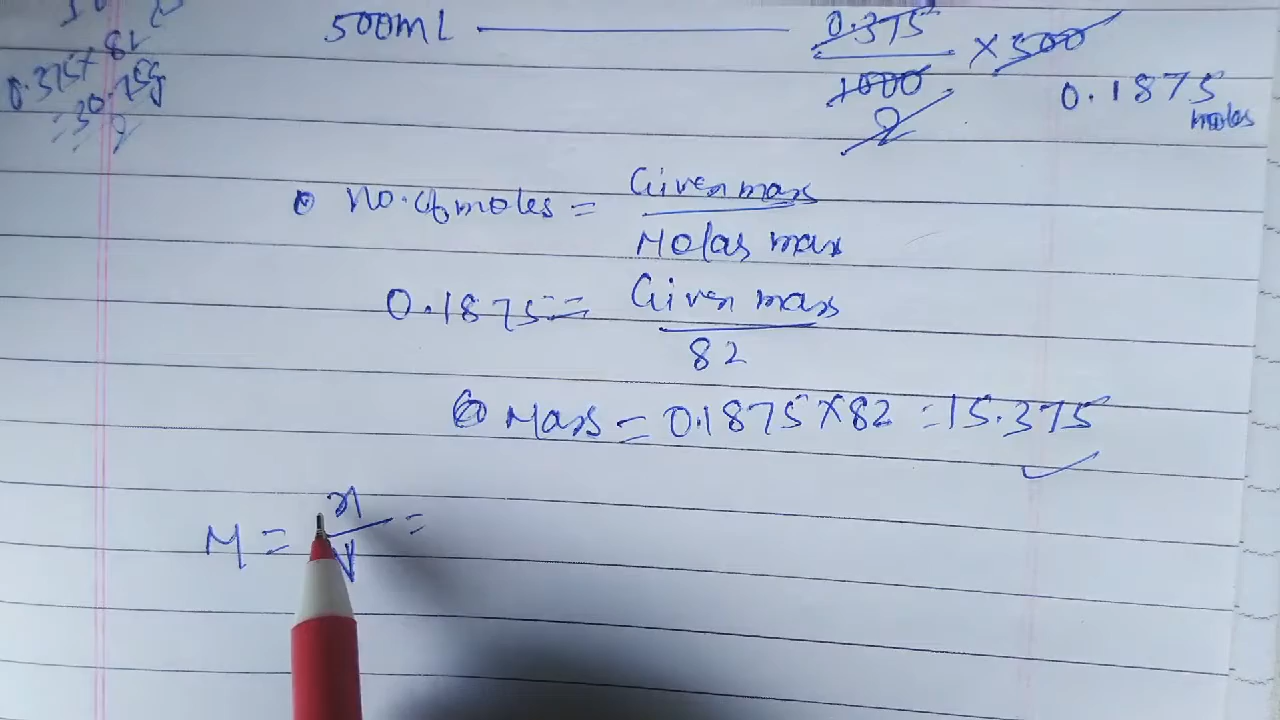 500mL ——— 0.375/1000 × 500
2
0.1875 moles
No. of moles = Given mass / Molar mass
0.1875 = Given mass / 82
Mass = 0.1875 × 82 = 15.375
M = n/V =